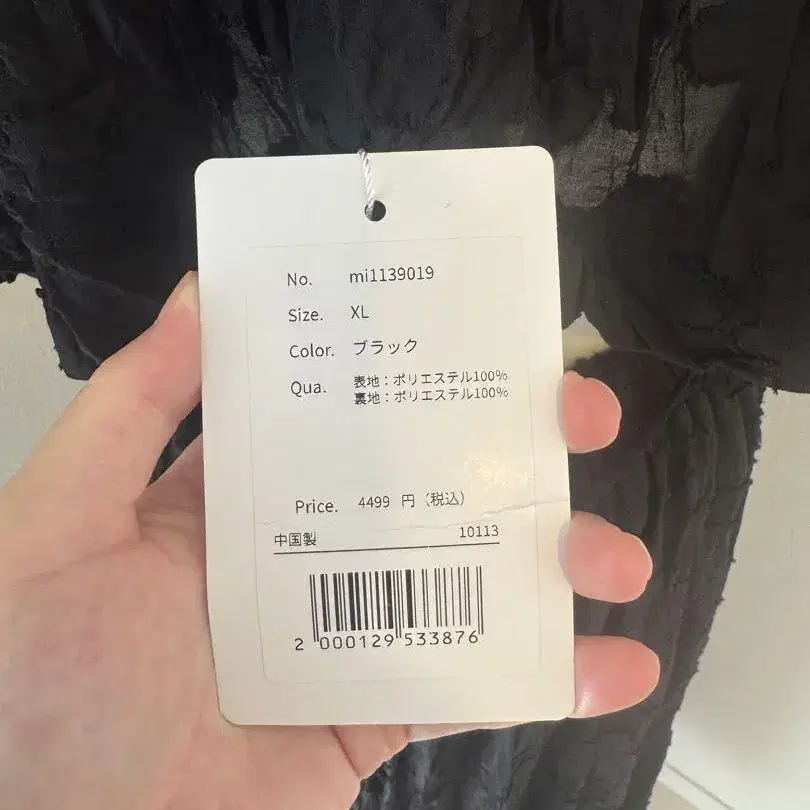 No. mi1139019
Size. XL
Color. ブラック
Qua. 表地：ポリエステル100%
裏地：ポリエステル100%
Price. 4499 円（税込）
中国製 10113
2 000129 533876